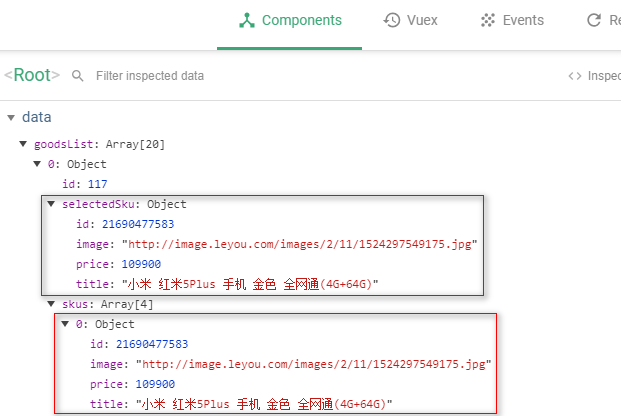 Components Vuex Events Re
<Root> Filter inspected data <> Inspec
data
goodsList: Array[20]
0: Object
id: 117
selectedSku: Object
id: 21690477583
image: "http://image.leyou.com/images/2/11/1524297549175.jpg"
price: 109900
title: "小米 红米5Plus 手机 金色 全网通(4G+64G)"
skus: Array[4]
0: Object
id: 21690477583
image: "http://image.leyou.com/images/2/11/1524297549175.jpg"
price: 109900
title: "小米 红米5Plus 手机 金色 全网通(4G+64G)"